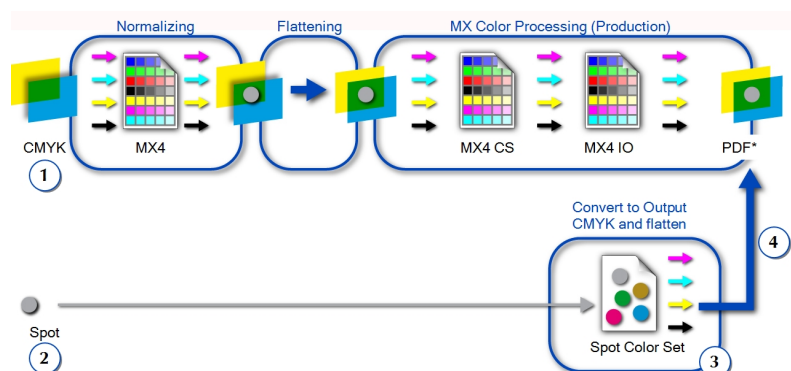 Normalizing
Flattening
MX Color Processing (Production)
CMYK
MX4
MX4 CS
MX4 IO
PDF*
1
Convert to Output
CMYK and flatten
4
Spot
Spot Color Set
2
3